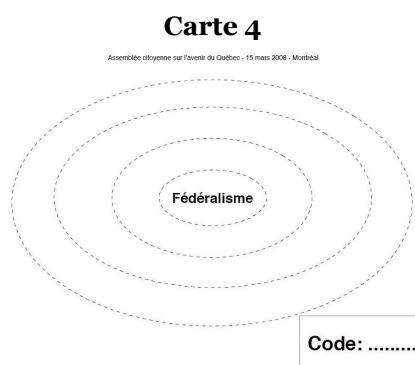 Carte 4
Assemblée citoyenne sur l'avenir du Québec - 15 mars 2008 - Montréal
Fédéralisme
Code: .........